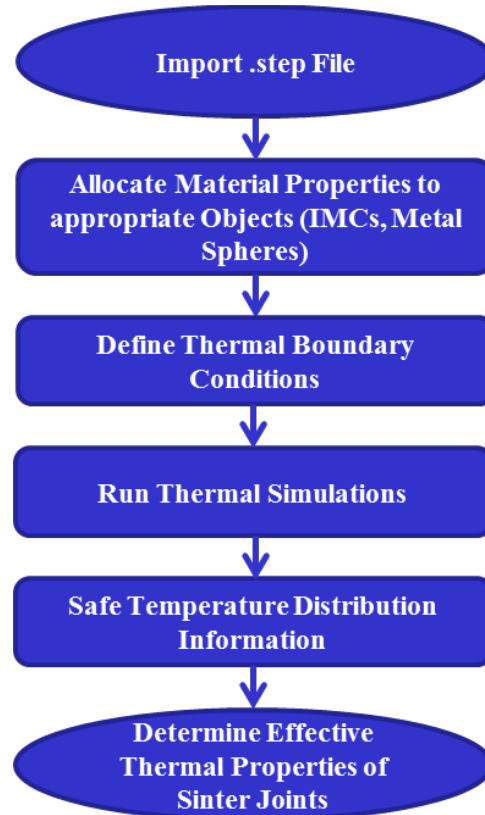 Import .step File
Allocate Material Properties to
appropriate Objects (IMCs, Metal
Spheres)
Define Thermal Boundary
Conditions
Run Thermal Simulations
Safe Temperature Distribution
Information
Determine Effective
Thermal Properties of
Sinter Joints